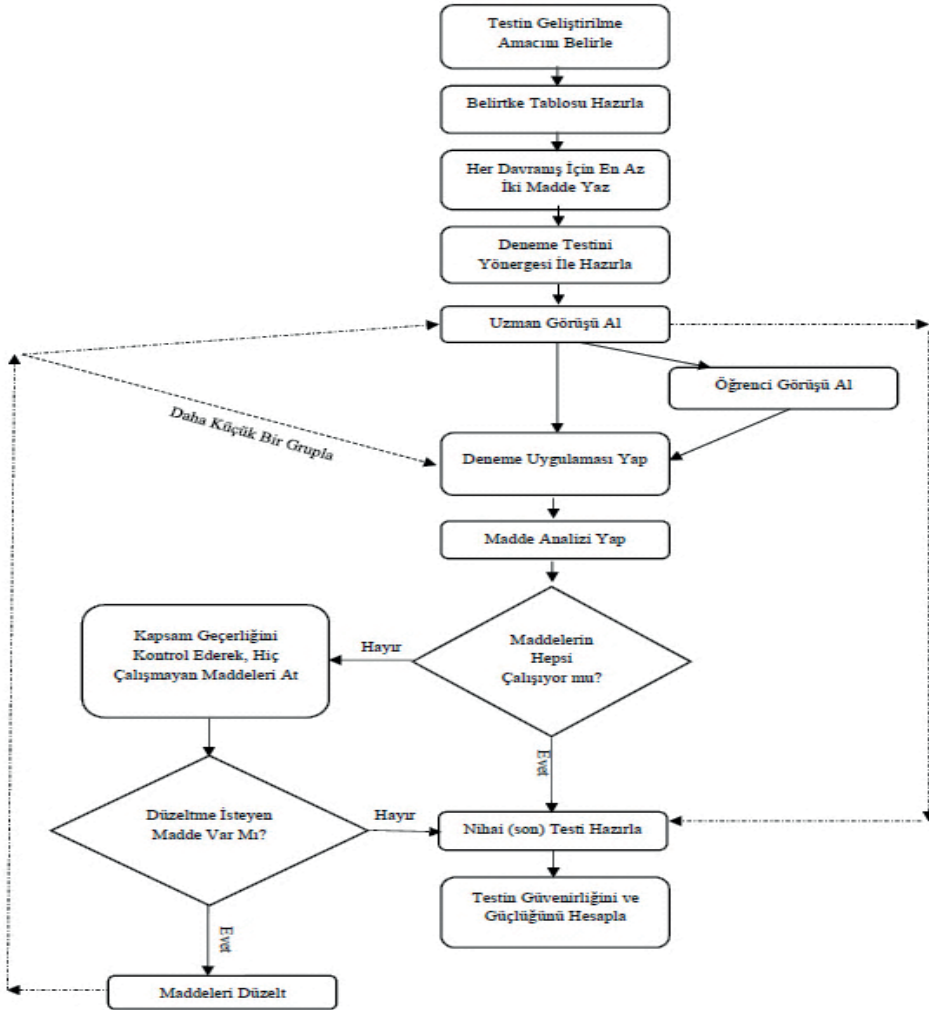 Testin Geliştirilme
Amacını Belirle
Belirtke Tablosu Hazırla
Her Davranış İçin En Az
İki Madde Yaz
Deneme Testini
Yönergesi İle Hazırla
Uzman Görüşü Al
Öğrenci Görüşü Al
Daha Küçük Bir Grupla
Deneme Uygulaması Yap
Madde Analizi Yap
Maddelerin
Hepsi
Çalışıyor mu?
Hayır
Kapsam Geçerliğini
Kontrol Ederek, Hiç
Çalışmayan Maddeleri At
Evet
Düzeltme İsteyen
Madde Var Mı?
Hayır
Nihai (son) Testi Hazırla
Testin Güvenirliğini ve
Güçlüğünü Hesapla
Evet
Maddeleri Düzelt